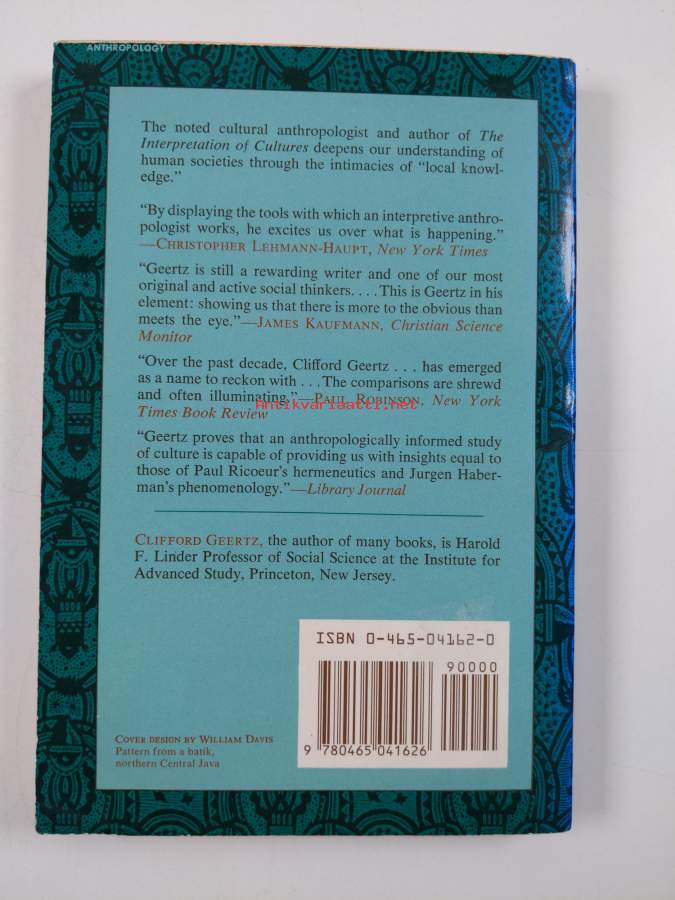 ANTHROPOLOGY
The noted cultural anthropologist and author of The
Interpretation of Cultures deepens our understanding of
human societies through the intimacies of “local knowl-
edge.”
“By displaying the tools with which an interpretive anthro-
pologist works, he excites us over what is happening.”
—CHRISTOPHER LEHMANN-HAUPT, New York Times
“Geertz is still a rewarding writer and one of our most
original and active social thinkers. . . . This is Geertz in his
element: showing us that there is more to the obvious than
meets the eye.”—JAMES KAUFMANN, Christian Science
Monitor
“Over the past decade, Clifford Geertz . . . has emerged
as a name to reckon with . . . The comparisons are shrewd
and often illuminating.”—PAUL ROBINSON, New York
Times Book Review
Antikvariaatti.net
“Geertz proves that an anthropologically informed study
of culture is capable of providing us with insights equal to
those of Paul Ricoeur's hermeneutics and Jurgen Haber-
man's phenomenology.”—Library Journal
CLIFFORD GEERTZ, the author of many books, is Harold
F. Linder Professor of Social Science at the Institute for
Advanced Study, Princeton, New Jersey.
ISBN 0-465-04162-0
90000
9 780465 041626
COVER DESIGN BY WILLIAM DAVIS
Pattern from a batik,
northern Central Java